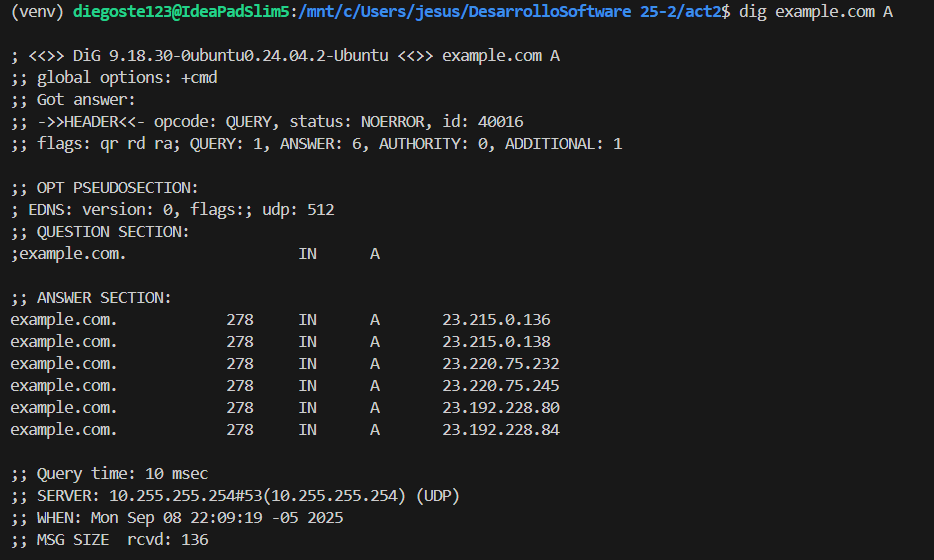 (venv) diegoste123@IdeaPadSlim5:/mnt/c/Users/jesus/DesarrolloSoftware 25-2/act2$ dig example.com A
; <<>> DiG 9.18.30-0ubuntu0.24.04.2-Ubuntu <<>> example.com A
;; global options: +cmd
;; Got answer:
;; ->>HEADER<<- opcode: QUERY, status: NOERROR, id: 40016
;; flags: qr rd ra; QUERY: 1, ANSWER: 6, AUTHORITY: 0, ADDITIONAL: 1
;; OPT PSEUDOSECTION:
; EDNS: version: 0, flags:; udp: 512
;; QUESTION SECTION:
;example.com. IN A
;; ANSWER SECTION:
example.com. 278 IN A 23.215.0.136
example.com. 278 IN A 23.215.0.138
example.com. 278 IN A 23.220.75.232
example.com. 278 IN A 23.220.75.245
example.com. 278 IN A 23.192.228.80
example.com. 278 IN A 23.192.228.84
;; Query time: 10 msec
;; SERVER: 10.255.255.254#53(10.255.255.254) (UDP)
;; WHEN: Mon Sep 08 22:09:19 -05 2025
;; MSG SIZE rcvd: 136